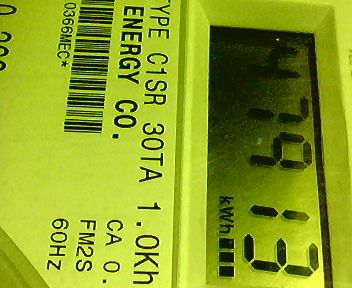 47913
kWh
TYPE C1SR 30TA 1.0Kh
ENERGY CO.
CA 0.
FM2S
60HZ
0366MEC*